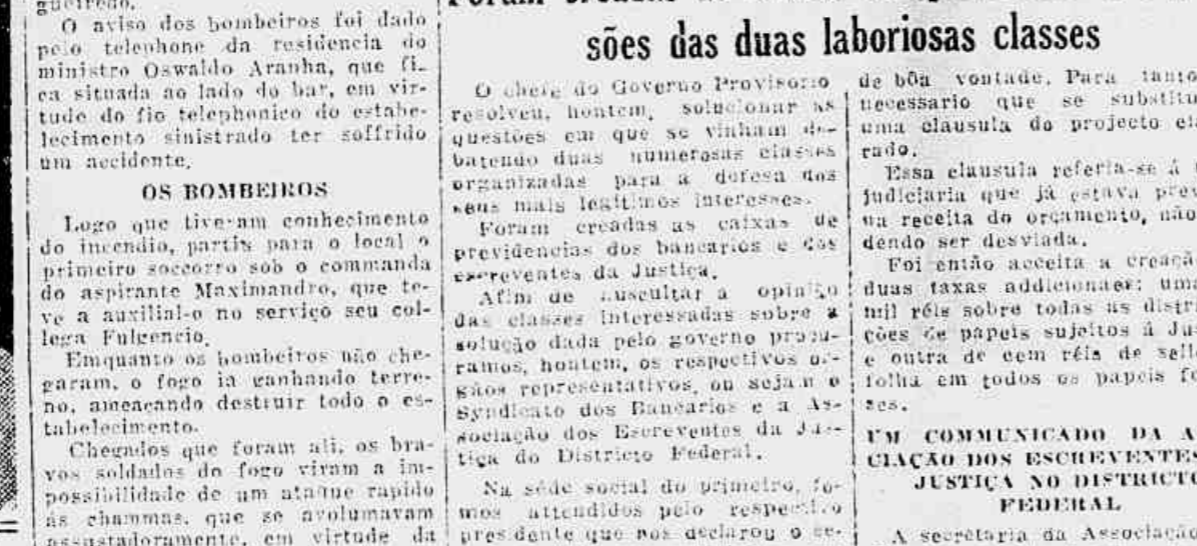 gueiredo.
O aviso dos bombeiros foi dado
pelo telephone da residencia do
ministro Oswaldo Aranha, que fi-
ca situada ao lado do bar, em vir-
tude do fio telephonico do estabe-
lecimento sinistrado ter soffrido
um accidente.
OS BOMBEIROS
Logo que tiveram conhecimento
do incendio, partiu para o local o
primeiro soccorro sob o commanda
do aspirante Maximandro, que te-
ve a auxilial-o no serviço seu col-
lega Fulgencio.
Emquanto os bombeiros não che-
garam, o fogo ia ganhando terre-
no, ameaçando destruir todo o es-
tabelecimento.
Chegados que foram ali, os bra-
vos soldados do fogo viram a im-
possibilidade de um ataque rapido
ás chammas, que se avolumavam
assustadoramente, em virtude da
sões das duas laboriosas classes
O chefe do Governo Provisorio
resolveu, hontem, solucionar as
questões em que se vinham de-
batendo duas numerosas classes
organizadas para a defesa dos
seus mais legitimos interesses.
Foram creadas as caixas de
previdencias dos bancarios e dos
escreventes da Justiça.
Afim de auscultar a opinião
das classes interessadas sobre a
solução dada pelo governo procu-
ramos, hontem, os respectivos or-
gãos representativos, ou sejam o
Syndicato dos Bancarios e a As-
sociação dos Escreventes da Jus-
tiça do Districto Federal.
Na séde social do primeiro, fo-
mos attendidos pelo respectivo
presidente que nos declarou o se-
de bôa vontade. Para tanto
necessario que se substitu
uma clausula do projecto el
rado.
Essa clausula referia-se á
judiciaria que já estava prev
na receita do orçamento, não
dendo ser desviada.
Foi então acceita a creaçã
duas taxas addicionaes: uma
mil réis sobre todas as distri
ções de papeis sujeitos á Jus
e outra de cem réis de sello
folha em todos os papeis fo
ses.
UM COMMUNICADO DA A
CIAÇÃO DOS ESCREVENTES
JUSTIÇA NO DISTRICTO
FEDERAL
A secretaria da Associação